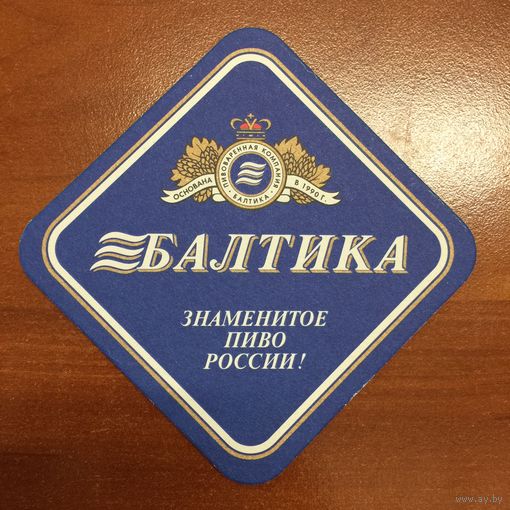 ПИВОВАРЕННАЯ КОМПАНИЯ
ОСНОВАНА
В 1990 г.
• БАЛТИКА •
БАЛТИКА
ЗНАМЕНИТОЕ
ПИВО
РОССИИ!
www.ay.by